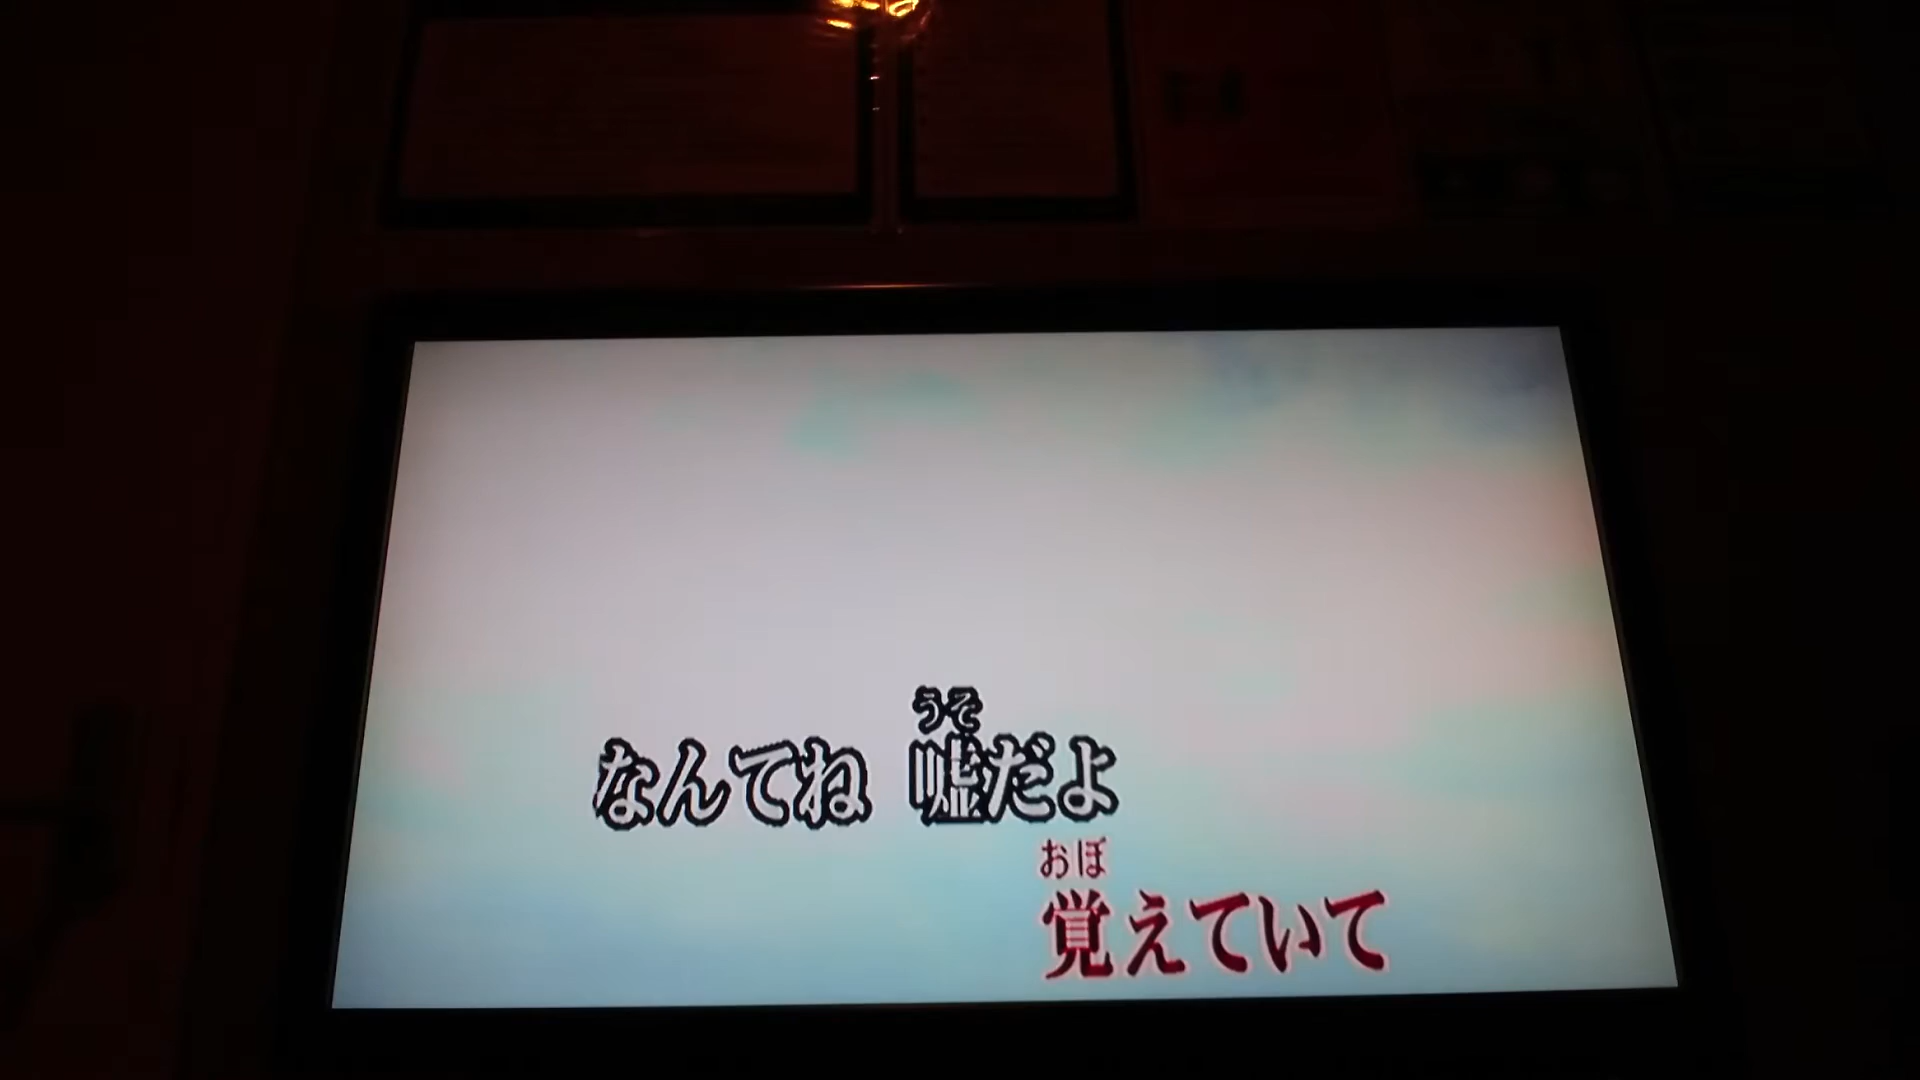 うそ
なんてね 嘘だよ
おぼ
覚えていて